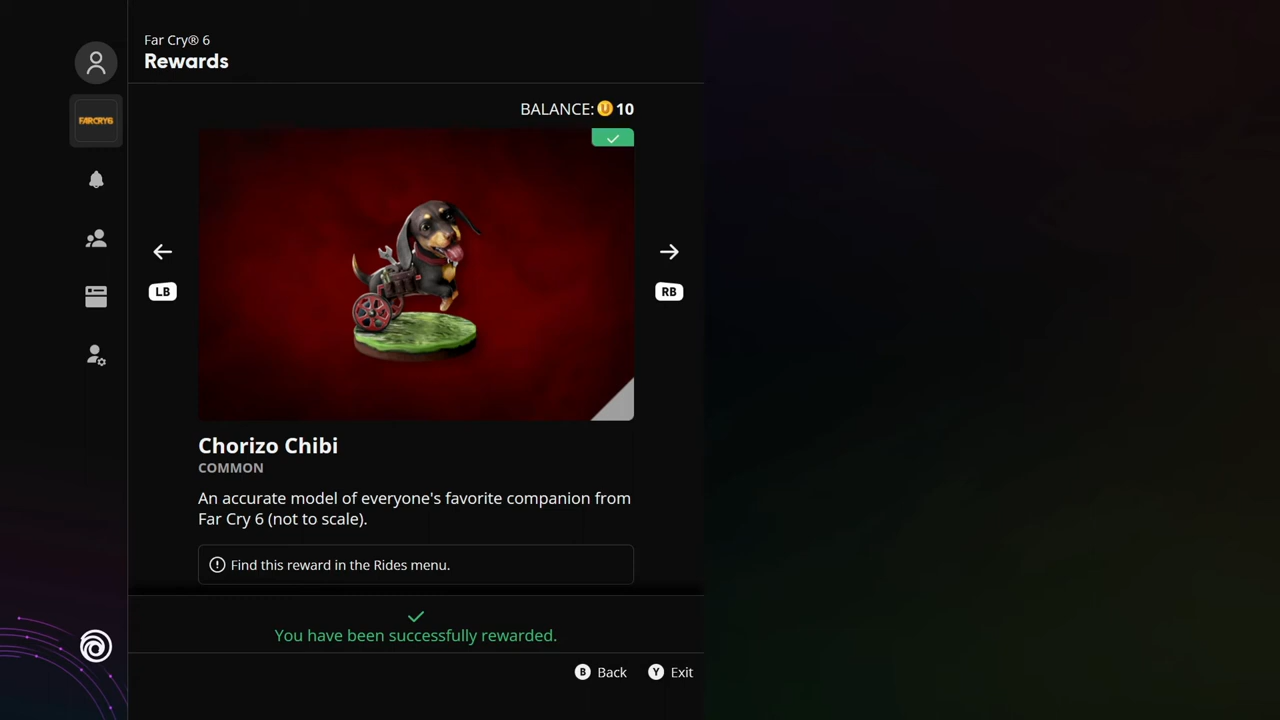 Far Cry® 6
Rewards
FARCRY6
BALANCE: 10
LB
RB
Chorizo Chibi
COMMON
An accurate model of everyone's favorite companion from
Far Cry 6 (not to scale).
Find this reward in the Rides menu.
You have been successfully rewarded.
B Back Y Exit